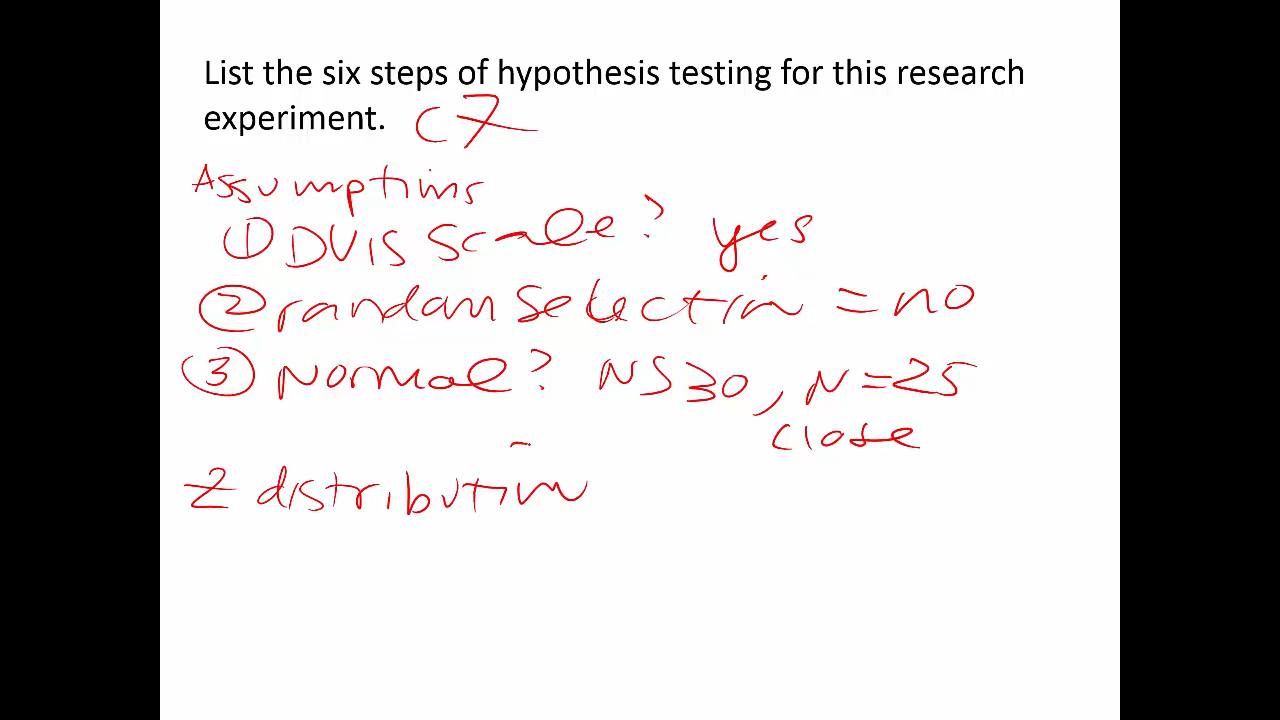 List the six steps of hypothesis testing for this research
experiment. C7
Assumptions
① DV is Scale? yes
② random selection = no
③ Normal? NS 30, N = 25
close
Z distribution